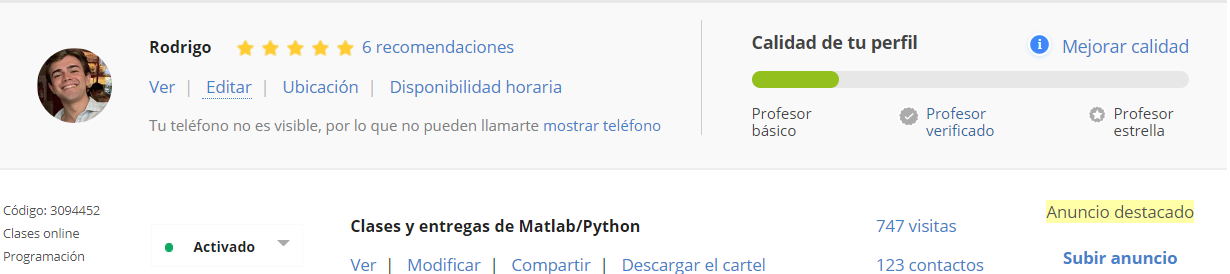 Rodrigo 6 recomendaciones
Ver | Editar | Ubicación | Disponibilidad horaria
Tu teléfono no es visible, por lo que no pueden llamarte mostrar teléfono
Calidad de tu perfil i Mejorar calidad
Profesor básico
Profesor verificado
Profesor estrella
Código: 3094452
Clases online
Programación
Activado
Clases y entregas de Matlab/Python
Ver | Modificar | Compartir | Descargar el cartel
747 visitas
123 contactos
Anuncio destacado
Subir anuncio